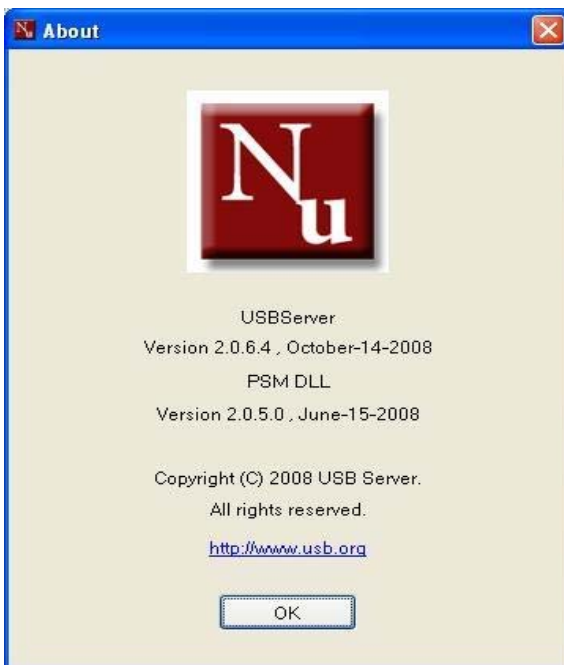 About
Nu
USBServer
Version 2.0.6.4 , October-14-2008
PSM DLL
Version 2.0.5.0 , June-15-2008
Copyright (C) 2008 USB Server.
All rights reserved.
http://www.usb.org
OK